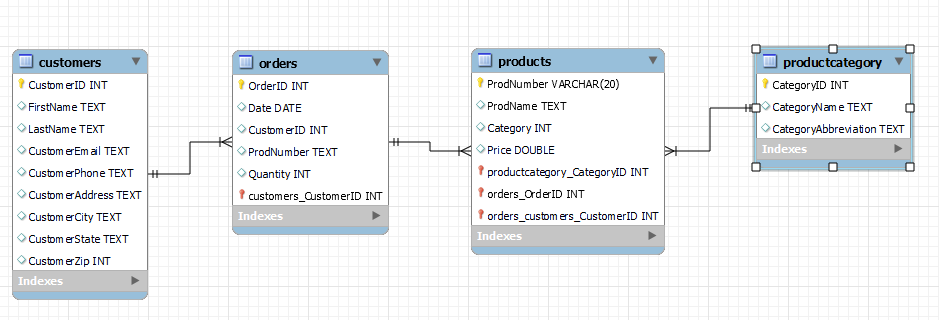 customers
CustomerID INT
FirstName TEXT
LastName TEXT
CustomerEmail TEXT
CustomerPhone TEXT
CustomerAddress TEXT
CustomerCity TEXT
CustomerState TEXT
CustomerZip INT
Indexes
orders
OrderID INT
Date DATE
CustomerID INT
ProdNumber TEXT
Quantity INT
customers_CustomerID INT
Indexes
products
ProdNumber VARCHAR(20)
ProdName TEXT
Category INT
Price DOUBLE
productcategory_CategoryID INT
orders_OrderID INT
orders_customers_CustomerID INT
Indexes
productcategory
CategoryID INT
CategoryName TEXT
CategoryAbbreviation TEXT
Indexes